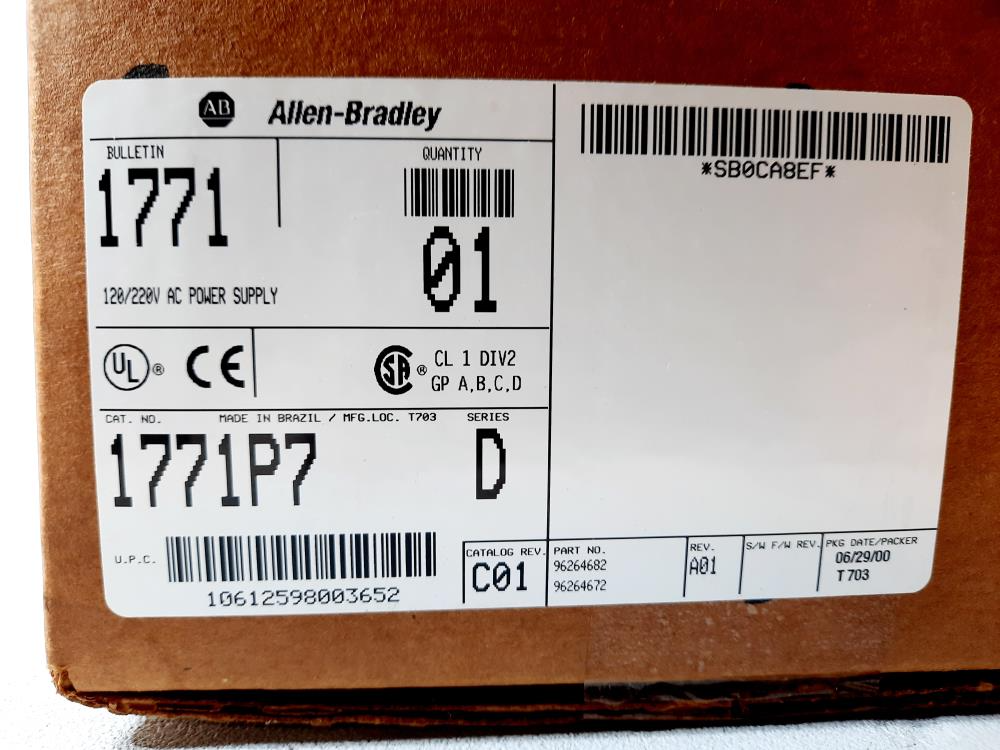 AB Allen-Bradley
BULLETIN
1771
120/220V AC POWER SUPPLY
QUANTITY
01
*SB0CA8EF*
UL ® CE
SA ® CL 1 DIV2
GP A,B,C,D
CAT. NO. MADE IN BRAZIL / MFG.LOC. T703 SERIES
1771P7 D
U.P.C.
10612598003652
CATALOG REV.
C01
PART NO.
96264682
96264672
REV.
A01
S/W F/W REV.
PKG DATE/PACKER
06/29/00
T703